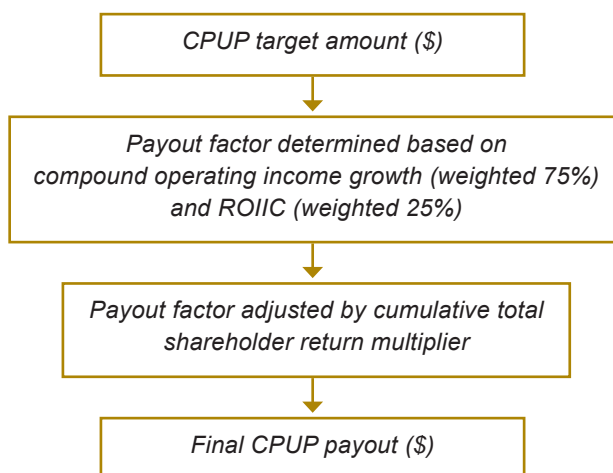 CPUP target amount ($)
Payout factor determined based on
compound operating income growth (weighted 75%)
and ROIIC (weighted 25%)
Payout factor adjusted by cumulative total
shareholder return multiplier
Final CPUP payout ($)